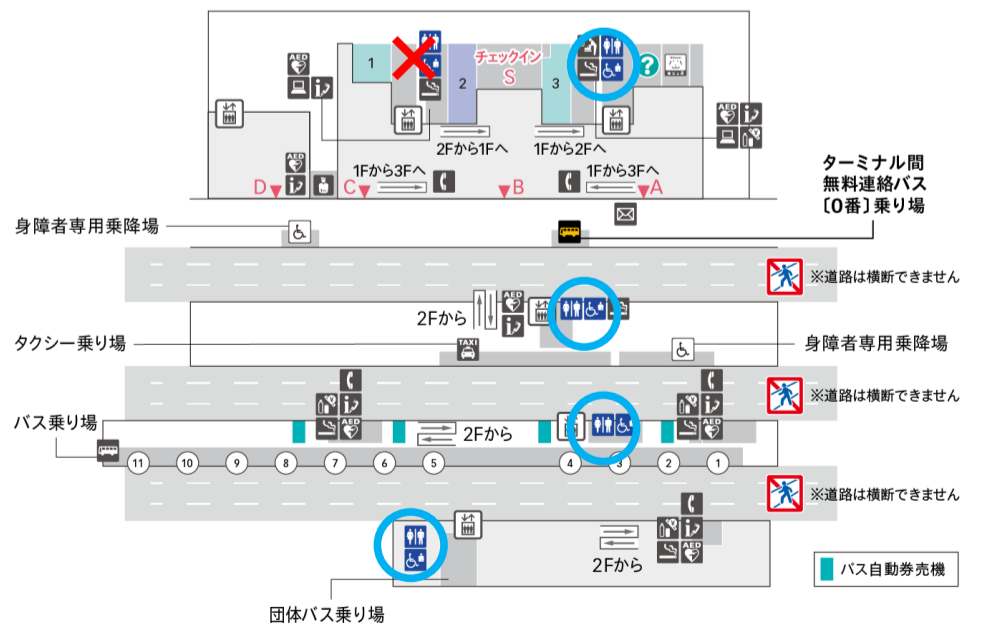 AED
1
2
チェックイン
S
3
?
AED
2Fから1Fへ
1Fから2Fへ
AED
1Fから3Fへ
1Fから3Fへ
D
C
B
A
ターミナル間
無料連絡バス
〔0番〕乗り場
身障者専用乗降場
※道路は横断できません
AED
2Fから
タクシー乗り場
TAXI
身障者専用乗降場
※道路は横断できません
バス乗り場
AED
2Fから
AED
11
10
9
8
7
6
5
4
3
2
1
※道路は横断できません
AED
2Fから
バス自動券売機
団体バス乗り場